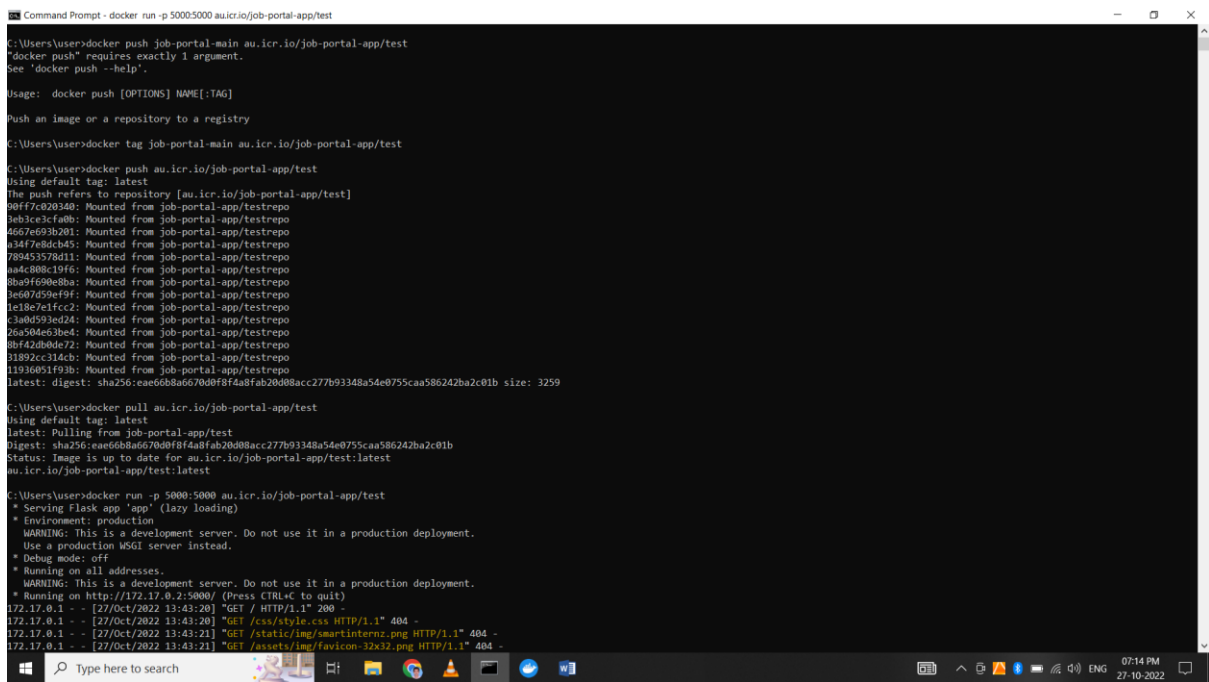 Command Prompt - docker run -p 5000:5000 au.icr.io/job-portal-app/test
C:\Users\user>docker push job-portal-main au.icr.io/job-portal-app/test
"docker push" requires exactly 1 argument.
See 'docker push --help'.
Usage:  docker push [OPTIONS] NAME[:TAG]
Push an image or a repository to a registry
C:\Users\user>docker tag job-portal-main au.icr.io/job-portal-app/test
C:\Users\user>docker push au.icr.io/job-portal-app/test
Using default tag: latest
The push refers to repository [au.icr.io/job-portal-app/test]
90ff7c020340: Mounted from job-portal-app/testrepo
3eb3ce3cfa0b: Mounted from job-portal-app/testrepo
4667e693b201: Mounted from job-portal-app/testrepo
a34f7e8dcb45: Mounted from job-portal-app/testrepo
789453578d11: Mounted from job-portal-app/testrepo
aa4c808c19f6: Mounted from job-portal-app/testrepo
8ba9f690e8ba: Mounted from job-portal-app/testrepo
3e607d59ef9f: Mounted from job-portal-app/testrepo
1e18e7e1fcc2: Mounted from job-portal-app/testrepo
c3a0d593ed24: Mounted from job-portal-app/testrepo
26a504e63be4: Mounted from job-portal-app/testrepo
8bf42db0de72: Mounted from job-portal-app/testrepo
31892cc314cb: Mounted from job-portal-app/testrepo
11936051f93b: Mounted from job-portal-app/testrepo
latest: digest: sha256:eae66b8a6670d0f8f4a8fab20d08acc277b93348a54e0755caa586242ba2c01b size: 3259
C:\Users\user>docker pull au.icr.io/job-portal-app/test
Using default tag: latest
latest: Pulling from job-portal-app/test
Digest: sha256:eae66b8a6670d0f8f4a8fab20d08acc277b93348a54e0755caa586242ba2c01b
Status: Image is up to date for au.icr.io/job-portal-app/test:latest
au.icr.io/job-portal-app/test:latest
C:\Users\user>docker run -p 5000:5000 au.icr.io/job-portal-app/test
 * Serving Flask app 'app' (lazy loading)
 * Environment: production
   WARNING: This is a development server. Do not use it in a production deployment.
   Use a production WSGI server instead.
 * Debug mode: off
 * Running on all addresses.
   WARNING: This is a development server. Do not use it in a production deployment.
 * Running on http://172.17.0.2:5000/ (Press CTRL+C to quit)
172.17.0.1 - - [27/Oct/2022 13:43:20] "GET / HTTP/1.1" 200 -
172.17.0.1 - - [27/Oct/2022 13:43:20] "GET /css/style.css HTTP/1.1" 404 -
172.17.0.1 - - [27/Oct/2022 13:43:21] "GET /static/img/smartinternz.png HTTP/1.1" 404 -
172.17.0.1 - - [27/Oct/2022 13:43:21] "GET /assets/img/favicon-32x32.png HTTP/1.1" 404 -
Type here to search
ENG
07:14 PM
27-10-2022